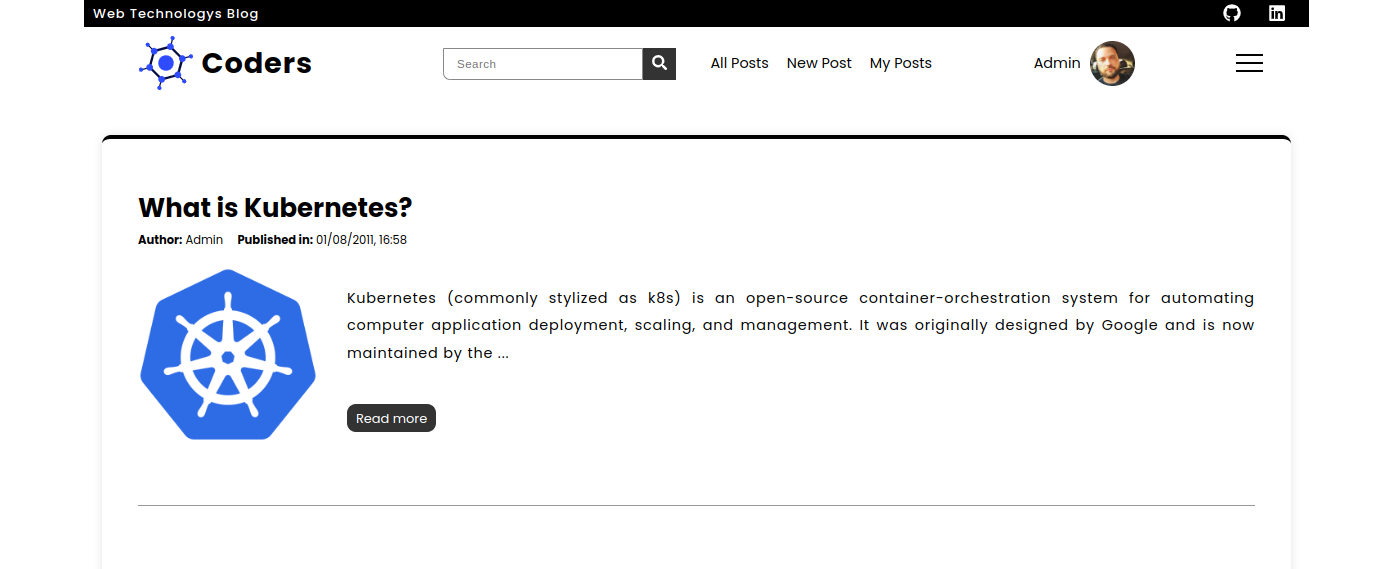 Web Technologys Blog
Coders
Search
All Posts New Post My Posts
Admin
What is Kubernetes?
Author: Admin Published in: 01/08/2011, 16:58
Kubernetes (commonly stylized as k8s) is an open-source container-orchestration system for automating
computer application deployment, scaling, and management. It was originally designed by Google and is now
maintained by the ...
Read more